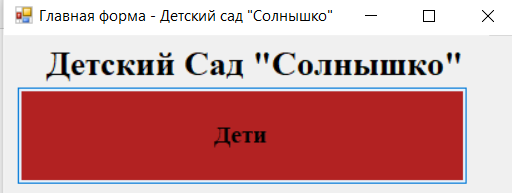 Главная форма - Детский сад "Солнышко"
Детский Сад "Солнышко"
Дети